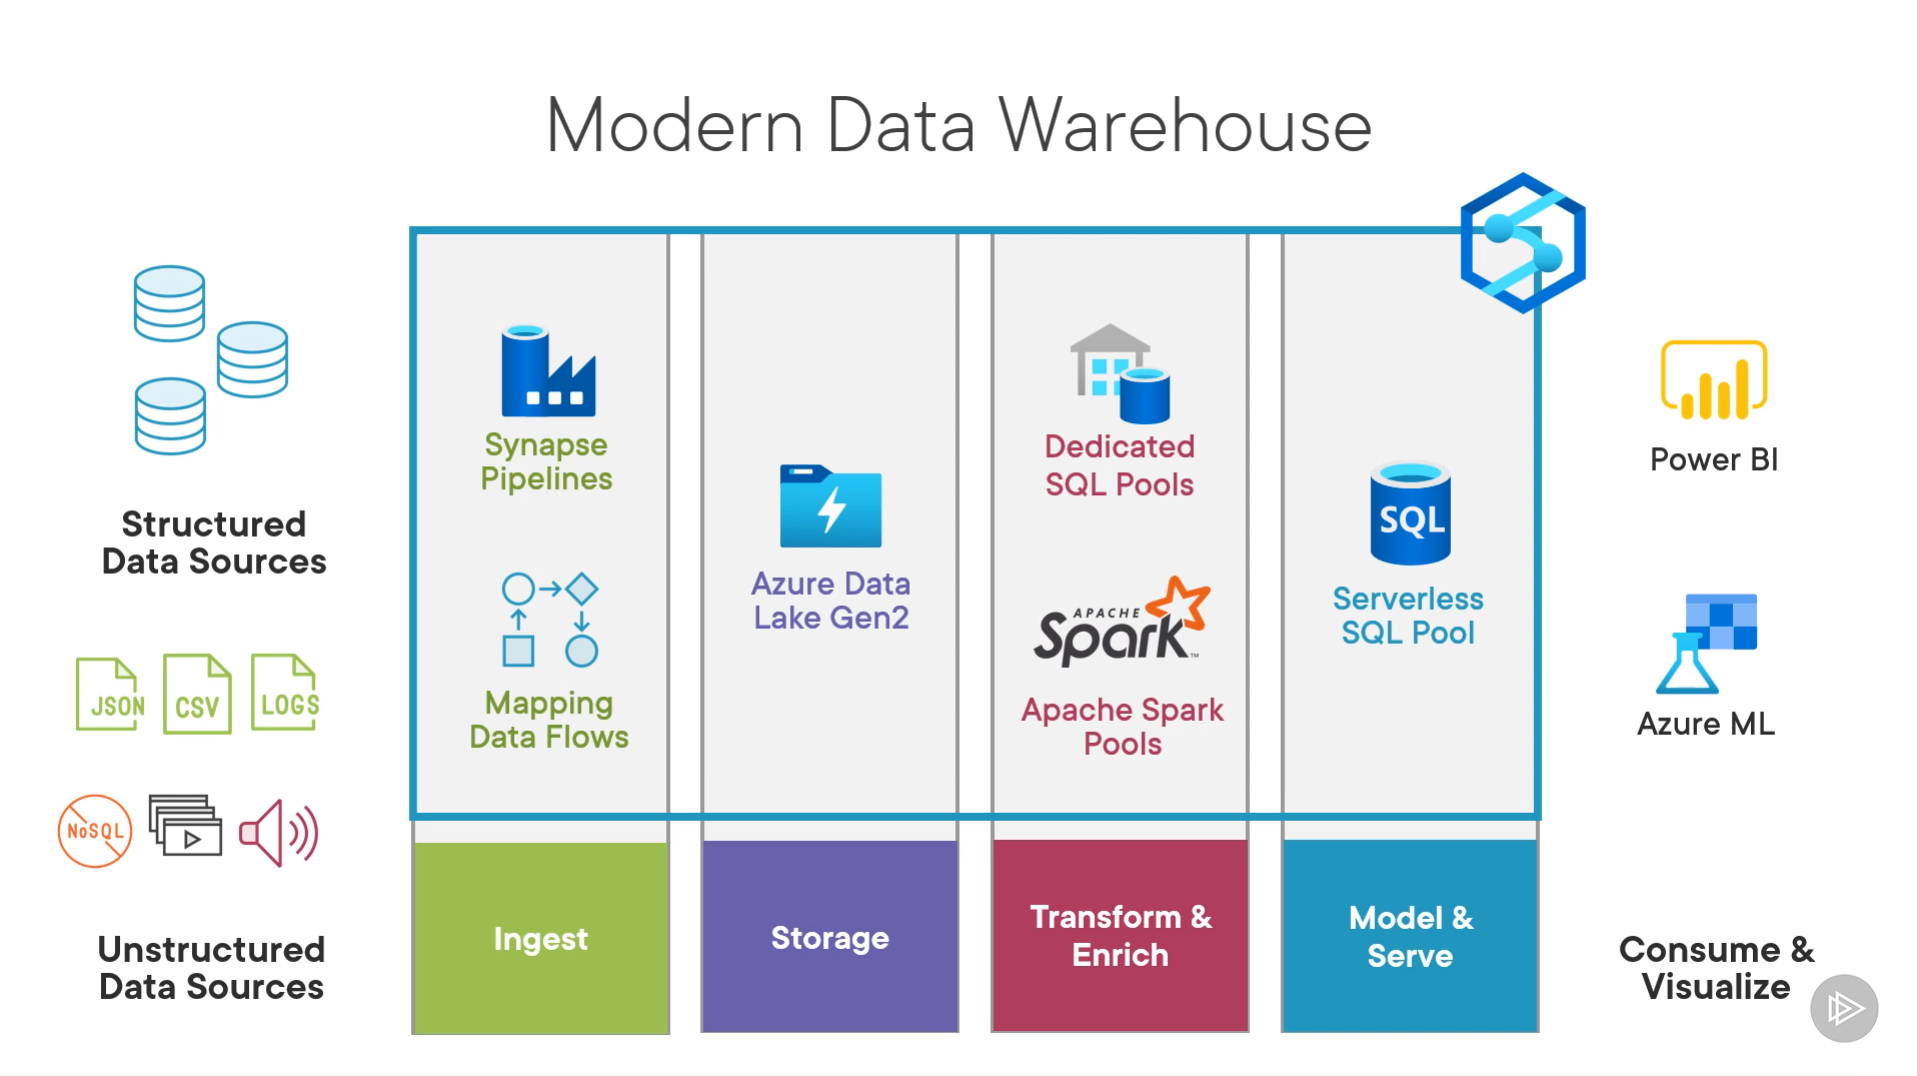 Modern Data Warehouse
Structured
Data Sources
JSON
CSV
LOGS
NoSQL
Unstructured
Data Sources
Synapse
Pipelines
Mapping
Data Flows
Ingest
Azure Data
Lake Gen2
Storage
Dedicated
SQL Pools
APACHE
Spark™
Apache Spark
Pools
Transform &
Enrich
SQL
Serverless
SQL Pool
Model &
Serve
Power BI
Azure ML
Consume &
Visualize